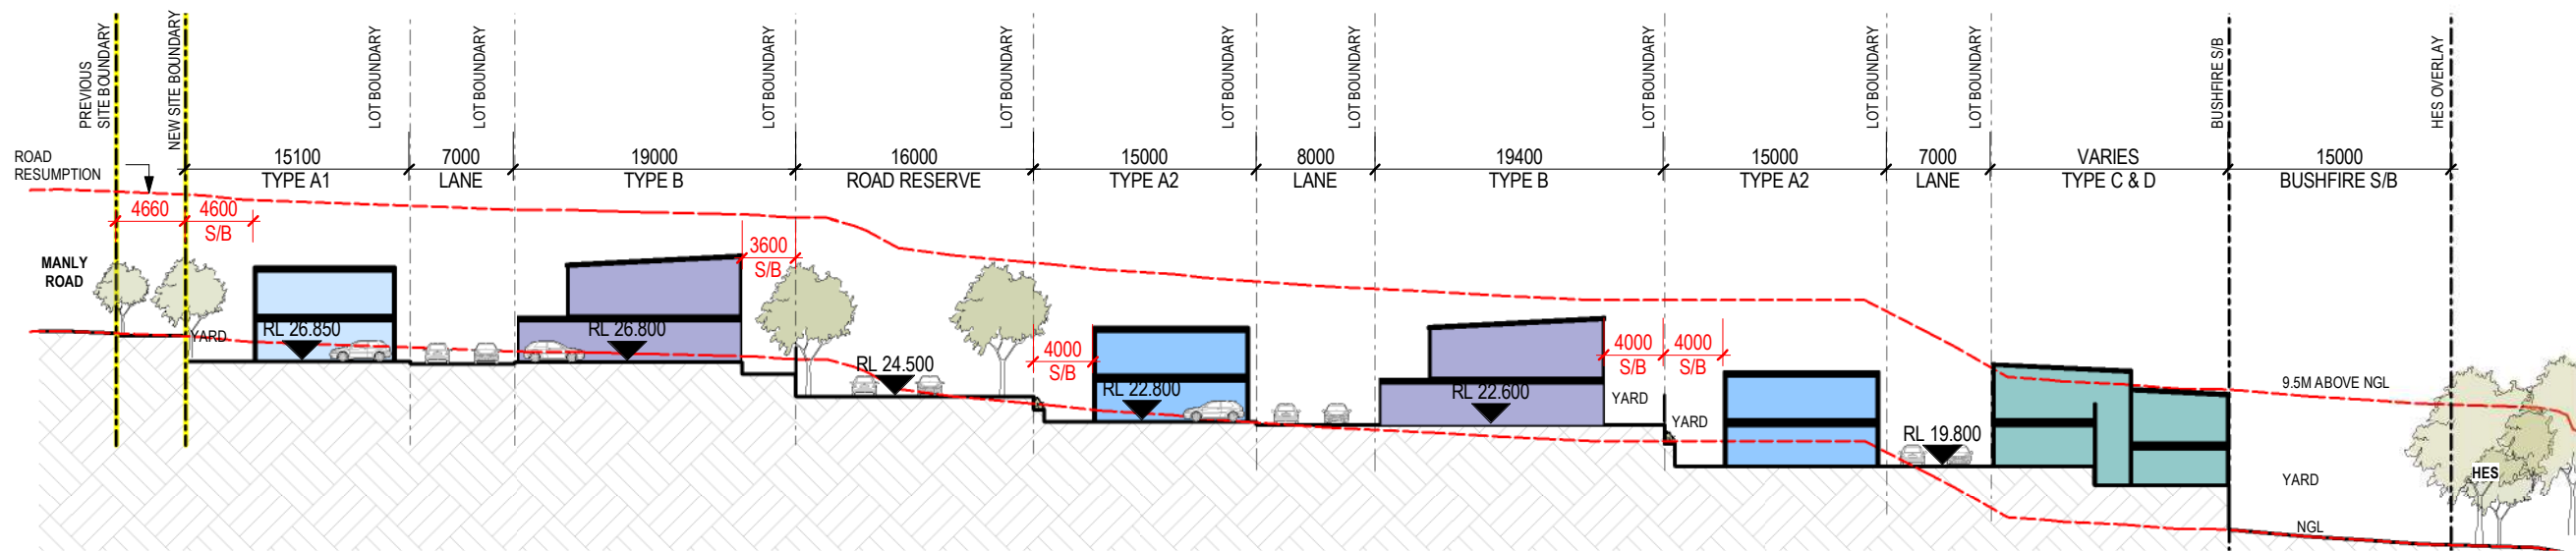 PREVIOUS
SITE BOUNDARY
NEW SITE BOUNDARY
LOT BOUNDARY
LOT BOUNDARY
LOT BOUNDARY
LOT BOUNDARY
LOT BOUNDARY
LOT BOUNDARY
LOT BOUNDARY
LOT BOUNDARY
LOT BOUNDARY
BUSHFIRE S/B
HES OVERLAY
ROAD
RESUMPTION
15100
TYPE A1
7000
LANE
19000
TYPE B
16000
ROAD RESERVE
15000
TYPE A2
8000
LANE
19400
TYPE B
15000
TYPE A2
7000
LANE
VARIES
TYPE C & D
15000
BUSHFIRE S/B
4660
4600
S/B
3600
S/B
MANLY
ROAD
YARD
RL 26.850
RL 26.800
RL 24.500
4000
S/B
RL 22.800
RL 22.600
4000
S/B
4000
S/B
YARD
YARD
RL 19.800
9.5M ABOVE NGL
YARD
HES
NGL